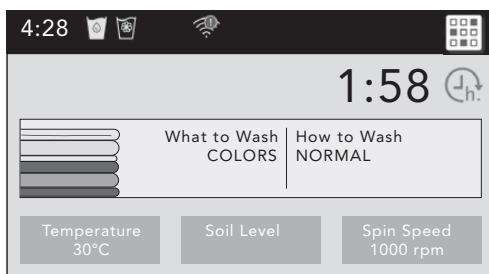 4:28
1:58 h.
What to Wash
COLORS
How to Wash
NORMAL
Temperature
30°C
Soil Level
Spin Speed
1000 rpm